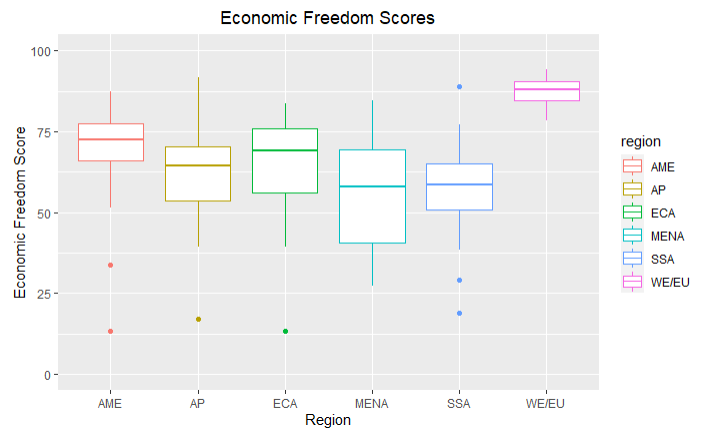 Economic Freedom Scores
Economic Freedom Score
100
75
50
25
0
AME AP ECA MENA SSA WE/EU
Region
region
AME
AP
ECA
MENA
SSA
WE/EU